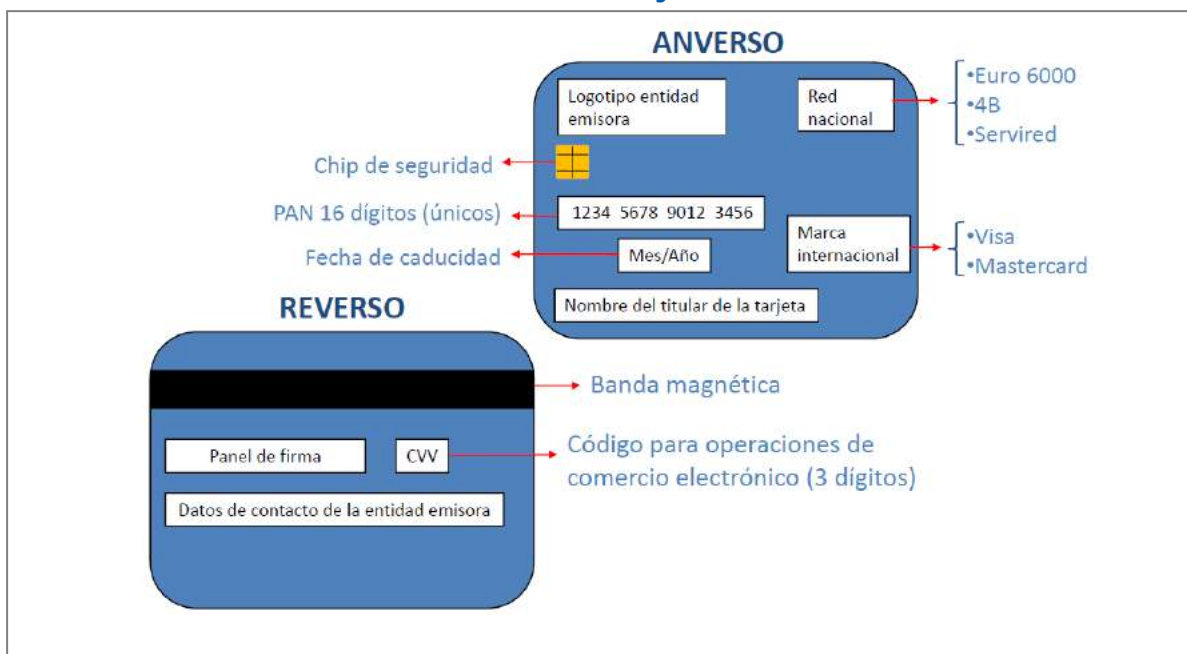 ANVERSO
Logotipo entidad
emisora
Red
nacional
•Euro 6000
•4B
•Servired
Chip de seguridad
PAN 16 dígitos (únicos)
1234 5678 9012 3456
Fecha de caducidad
Mes/Año
Marca
internacional
•Visa
•Mastercard
Nombre del titular de la tarjeta
REVERSO
Banda magnética
Panel de firma
CVV
Código para operaciones de
comercio electrónico (3 dígitos)
Datos de contacto de la entidad emisora